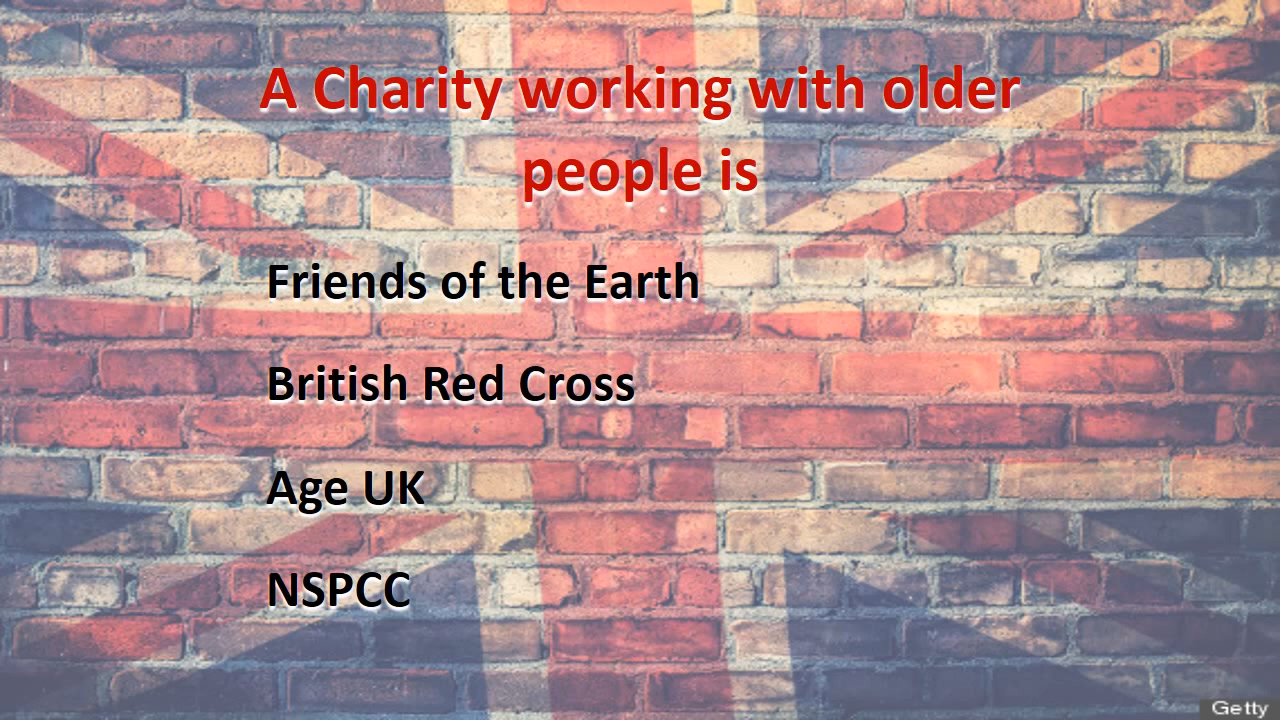 A Charity working with older
people is
Friends of the Earth
British Red Cross
Age UK
NSPCC
Getty